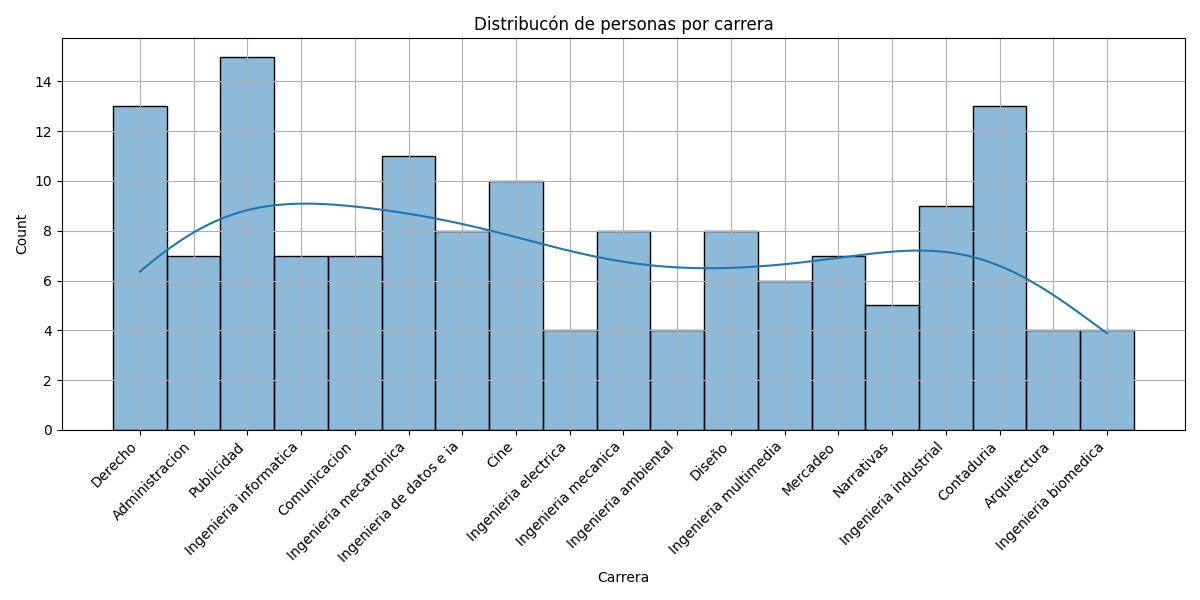 Distribucón de personas por carrera
Count
14
12
10
8
6
4
2
0
Derecho
Administracion
Publicidad
Ingenieria informatica
Comunicacion
Ingenieria mecatronica
Ingenieria de datos e ia
Cine
Ingenieria electrica
Ingenieria mecanica
Ingenieria ambiental
Diseño
Ingenieria multimedia
Mercadeo
Narrativas
Ingenieria industrial
Contaduria
Arquitectura
Ingenieria biomedica
Carrera